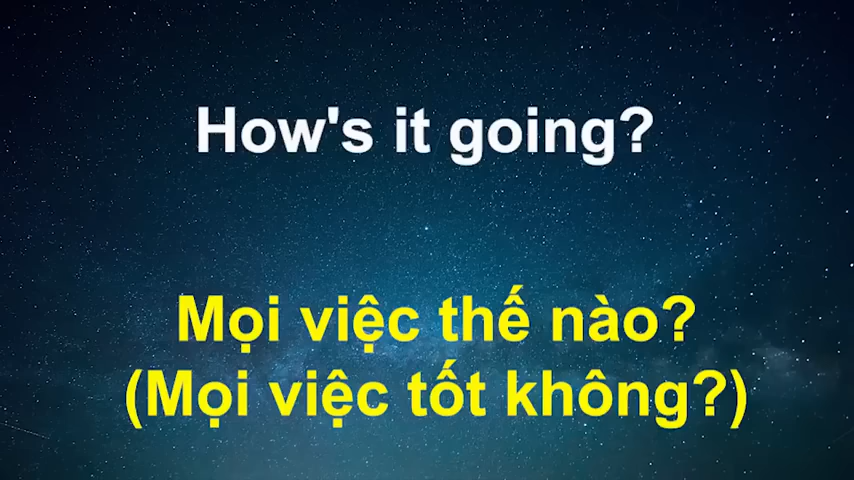 How's it going?
Mọi việc thế nào?
(Mọi việc tốt không?)